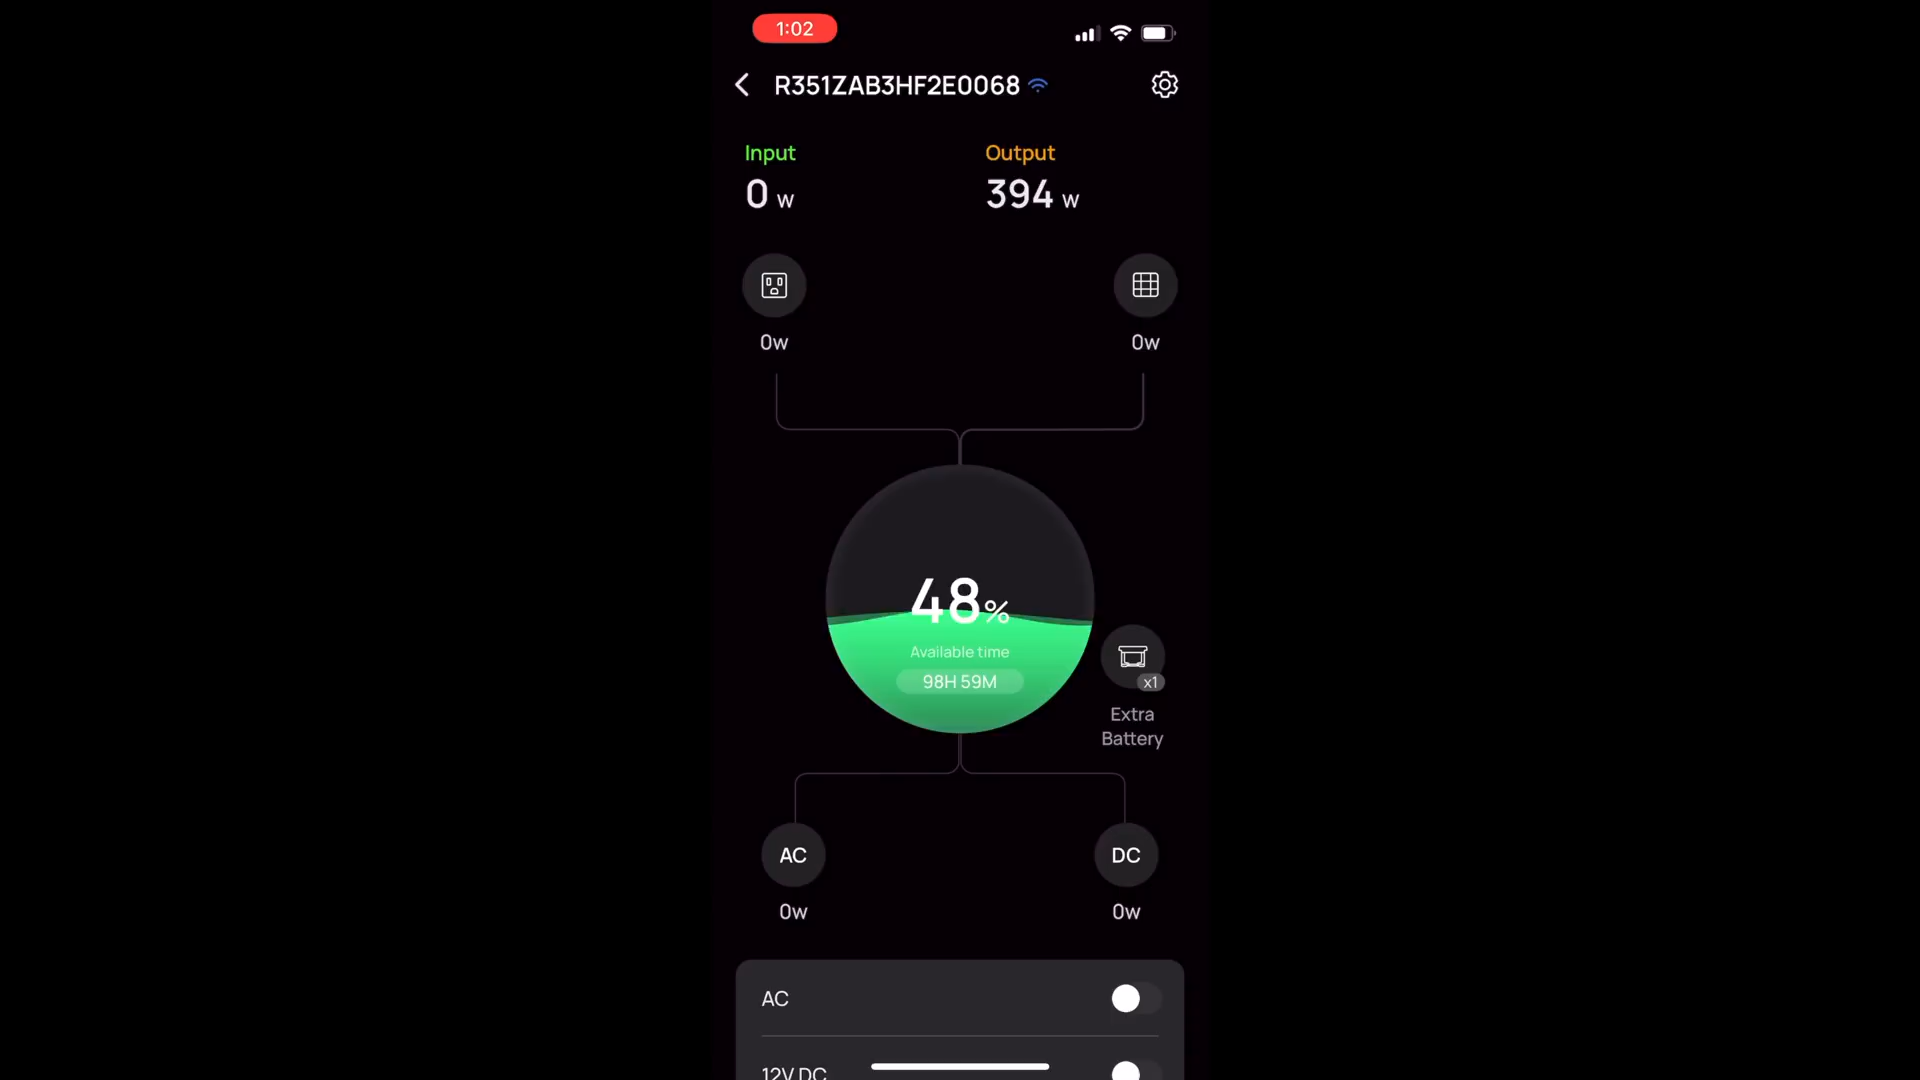 1:02
R351ZAB3HF2E0068
Input
Output
0 w
394 w
0w
0w
48%
Available time
98H 59M
x1
Extra
Battery
AC
DC
0w
0w
AC
12V DC